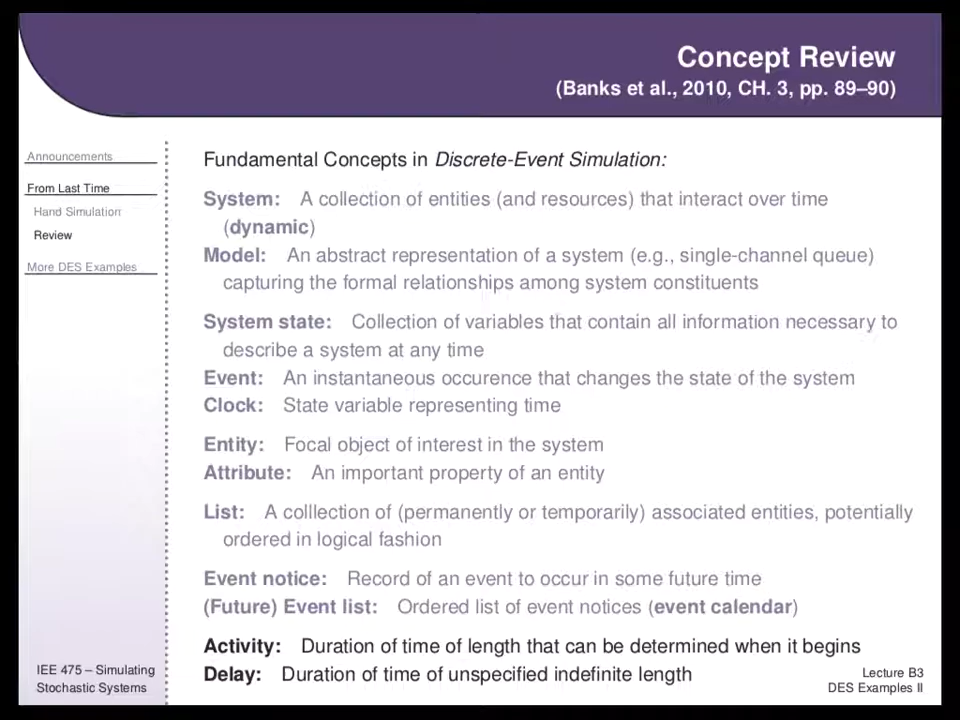 Concept Review
(Banks et al., 2010, CH. 3, pp. 89–90)
Announcements
From Last Time
Hand Simulation
Review
More DES Examples
Fundamental Concepts in Discrete-Event Simulation:
System: A collection of entities (and resources) that interact over time
(dynamic)
Model: An abstract representation of a system (e.g., single-channel queue)
capturing the formal relationships among system constituents
System state: Collection of variables that contain all information necessary to
describe a system at any time
Event: An instantaneous occurence that changes the state of the system
Clock: State variable representing time
Entity: Focal object of interest in the system
Attribute: An important property of an entity
List: A colllection of (permanently or temporarily) associated entities, potentially
ordered in logical fashion
Event notice: Record of an event to occur in some future time
(Future) Event list: Ordered list of event notices (event calendar)
Activity: Duration of time of length that can be determined when it begins
Delay: Duration of time of unspecified indefinite length
IEE 475 – Simulating
Stochastic Systems
Lecture B3
DES Examples II